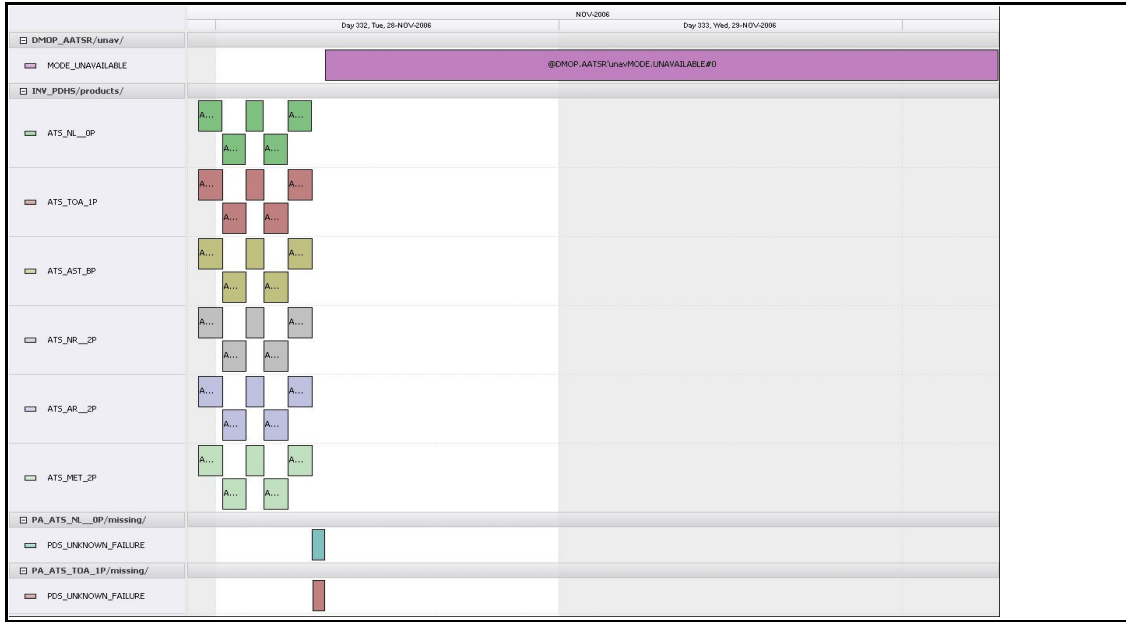 NOV-2006
Day 332, Tue, 28-NOV-2006 Day 333, Wed, 29-NOV-2006
DMOP_AATSR/unav/
MODE_UNAVAILABLE @DMOP.AATSR'unavMODE.UNAVAILABLE#0
INV_PDHS/products/
A... A...
ATS_NL__0P
A... A...
A... A...
ATS_TOA_1P
A... A...
A... A...
ATS_AST_BP
A... A...
A... A...
ATS_NR__2P
A... A...
A... A...
ATS_AR__2P
A... A...
A... A...
ATS_MET_2P
A... A...
PA_ATS_NL__0P/missing/
PDS_UNKNOWN_FAILURE
PA_ATS_TOA_1P/missing/
PDS_UNKNOWN_FAILURE